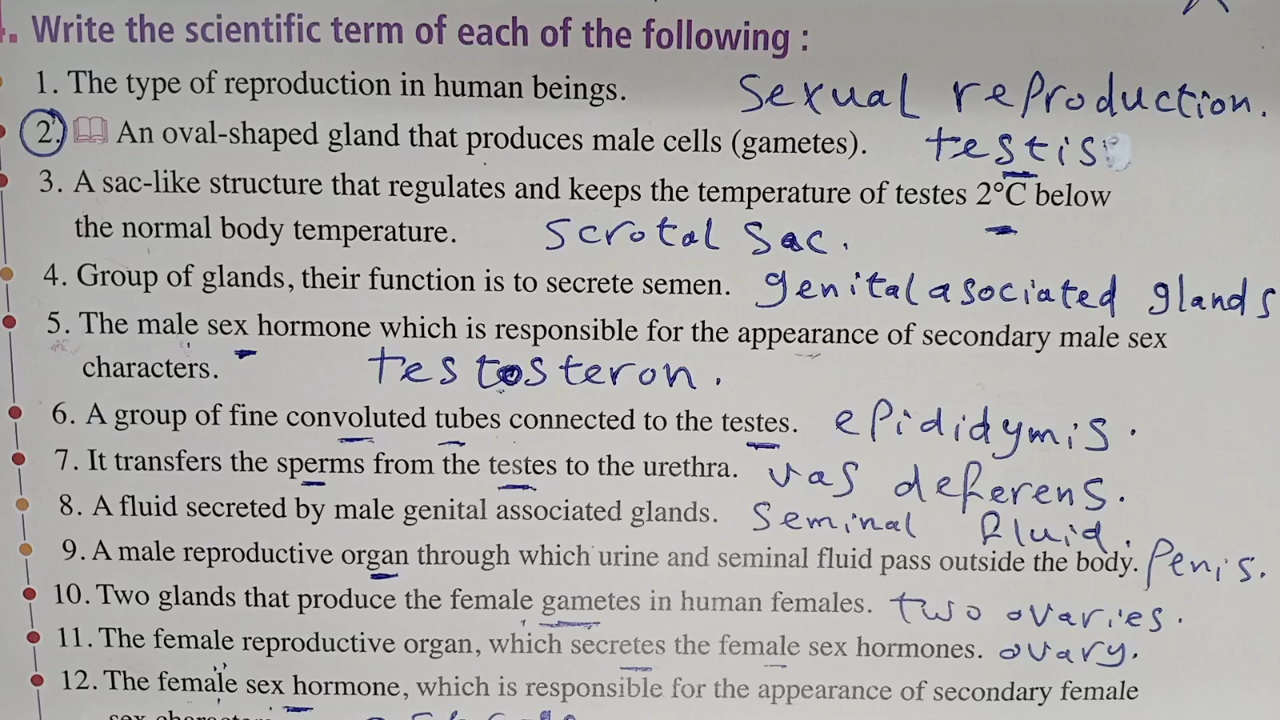 . Write the scientific term of each of the following :
1. The type of reproduction in human beings. Sexual reproduction.
2. An oval-shaped gland that produces male cells (gametes). testis
3. A sac-like structure that regulates and keeps the temperature of testes 2°C below
the normal body temperature. Scrotal Sac.
4. Group of glands, their function is to secrete semen. genital asociated glands
5. The male sex hormone which is responsible for the appearance of secondary male sex
characters. testosteron.
6. A group of fine convoluted tubes connected to the testes. epididymis.
7. It transfers the sperms from the testes to the urethra. vas deferens.
8. A fluid secreted by male genital associated glands. Seminal fluid.
9. A male reproductive organ through which urine and seminal fluid pass outside the body. Penis.
10. Two glands that produce the female gametes in human females. two ovaries.
11. The female reproductive organ, which secretes the female sex hormones. ovary.
12. The female sex hormone, which is responsible for the appearance of secondary female